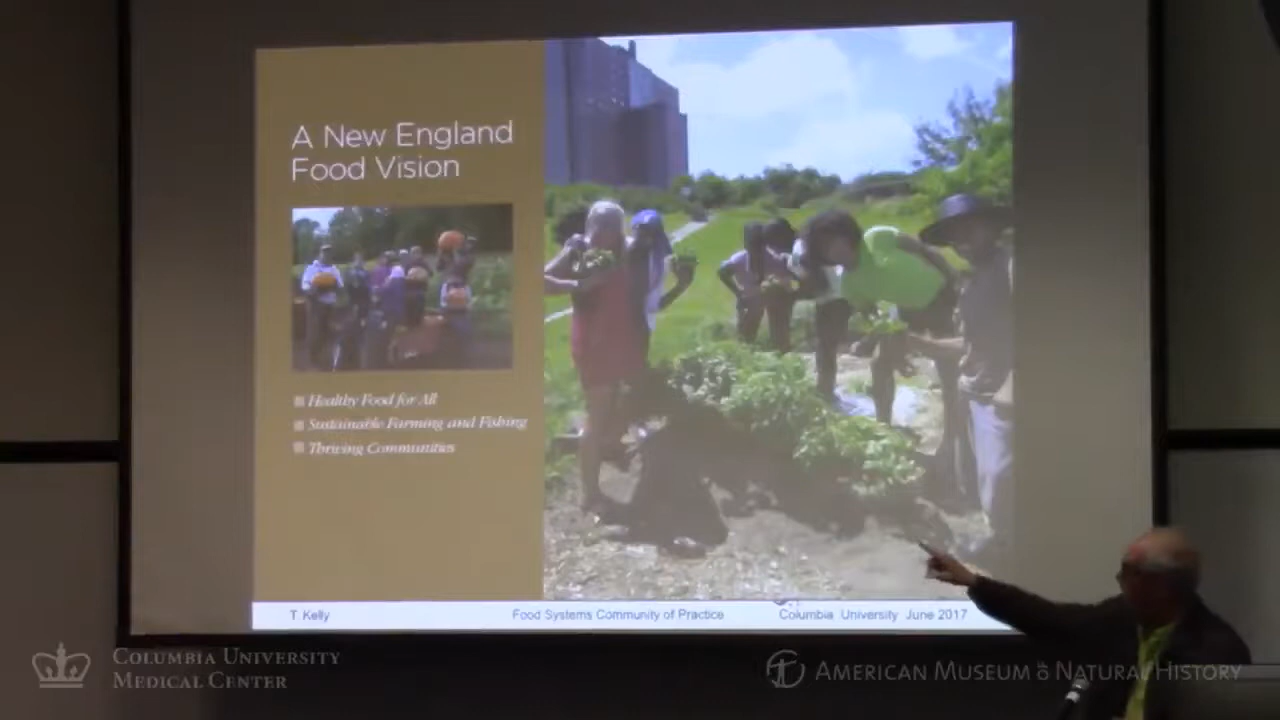 A New England
Food Vision
Healthy Food for All
Sustainable Farming and Fishing
Thriving Communities
T. Kelly
Food Systems Community of Practice
Columbia University June 2017
COLUMBIA UNIVERSITY
MEDICAL CENTER
AMERICAN MUSEUM OF NATURAL HISTORY